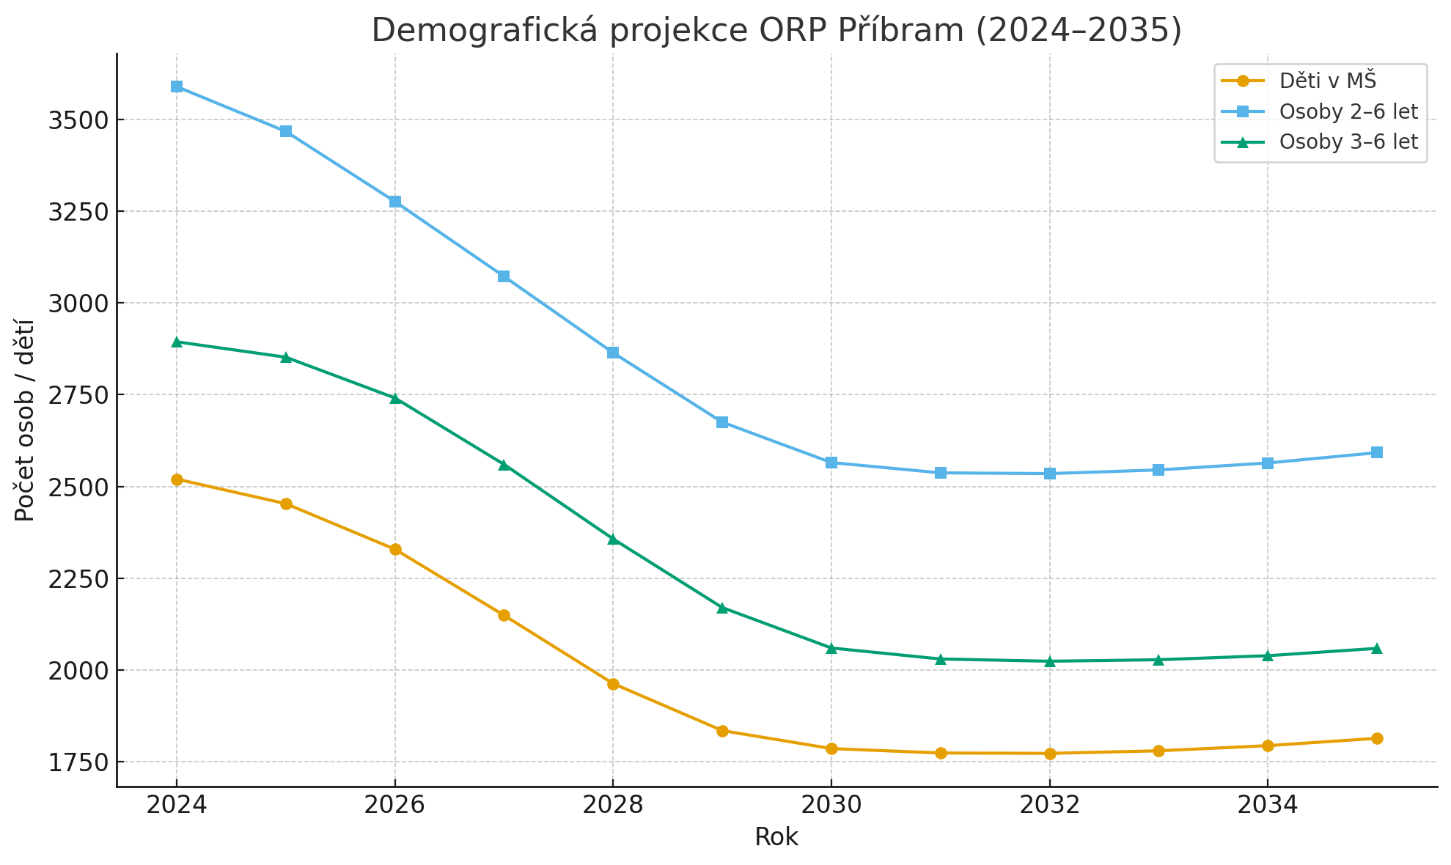 Demografická projekce ORP Příbram (2024–2035)
Děti v MŠ
Osoby 2–6 let
Osoby 3–6 let
Počet osob / dětí
3500
3250
3000
2750
2500
2250
2000
1750
2024 2026 2028 2030 2032 2034
Rok